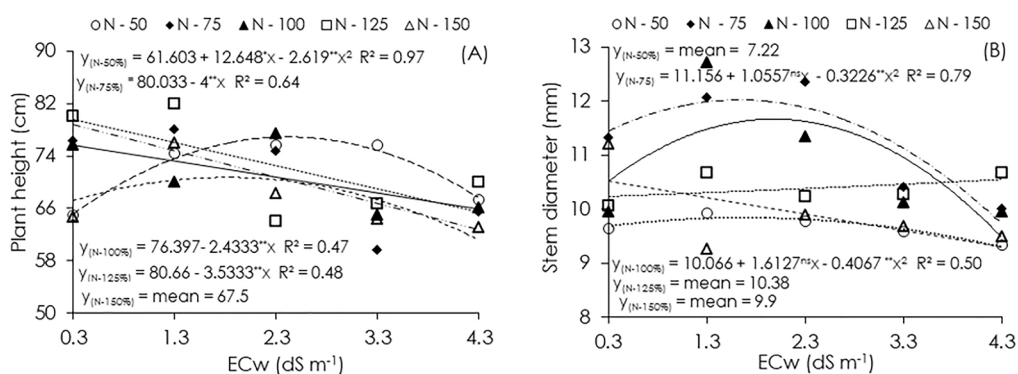 N - 50 N - 75 N - 100 N - 125 N - 150
(A)
y(N-50%) = 61.603 + 12.648*x - 2.619**x² R² = 0.97
y(N-75%) = 80.033 - 4**x R² = 0.64
Plant height (cm)
90
82
74
66
58
50
y(N-100%) = 76.397 - 2.4333**x R² = 0.47
y(N-125%) = 80.66 - 3.5333**x R² = 0.48
y(N-150%) = mean = 67.5
0.3 1.3 2.3 3.3 4.3
ECw (dS m-1)
N - 50 N - 75 N - 100 N - 125 N - 150
(B)
y(N-50%) = mean = 7.22
y(N-75) = 11.156 + 1.0557nsx - 0.3226**x² R² = 0.79
Stem diameter (mm)
13
12
11
10
9
8
y(N-100%) = 10.066 + 1.6127nsx - 0.4067**x² R² = 0.50
y(N-125%) = mean = 10.38
y(N-150%) = mean = 9.9
0.3 1.3 2.3 3.3 4.3
ECw (dS m-1)